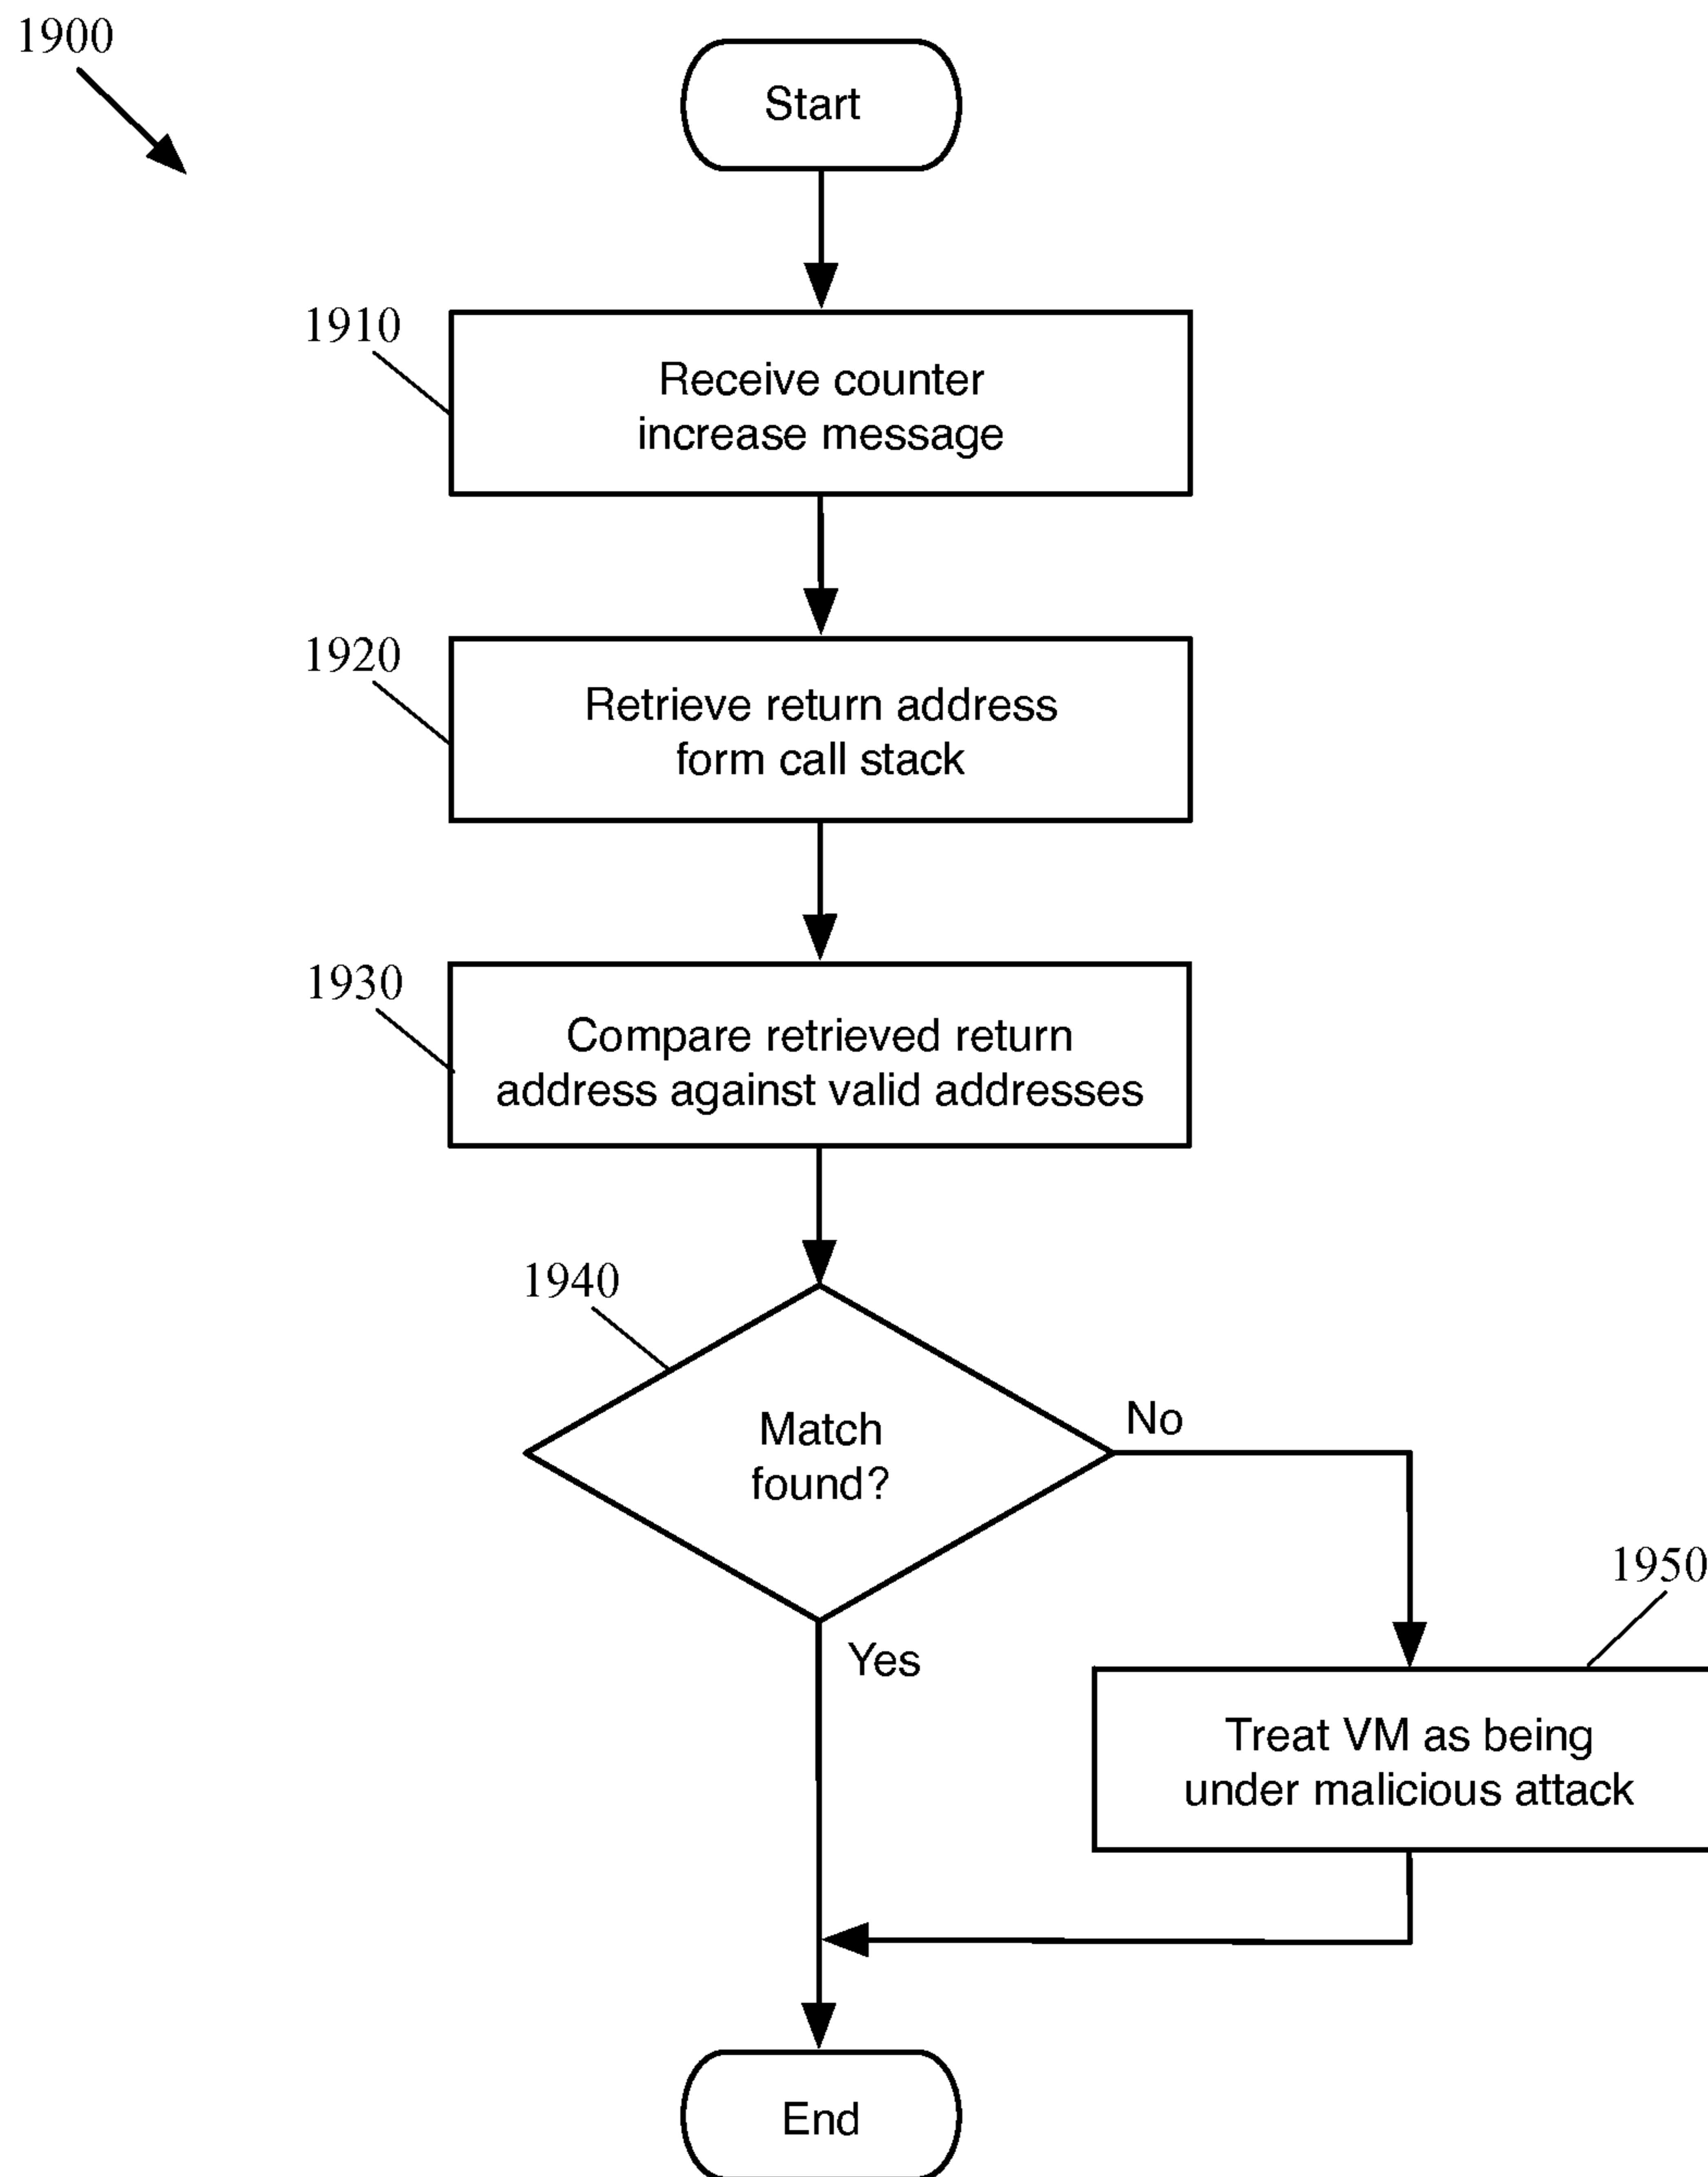 1900
Start
1910
Receive counter
increase message
1920
Retrieve return address
form call stack
1930
Compare retrieved return
address against valid addresses
1940
Match
found?
No
Yes
1950
Treat VM as being
under malicious attack
End